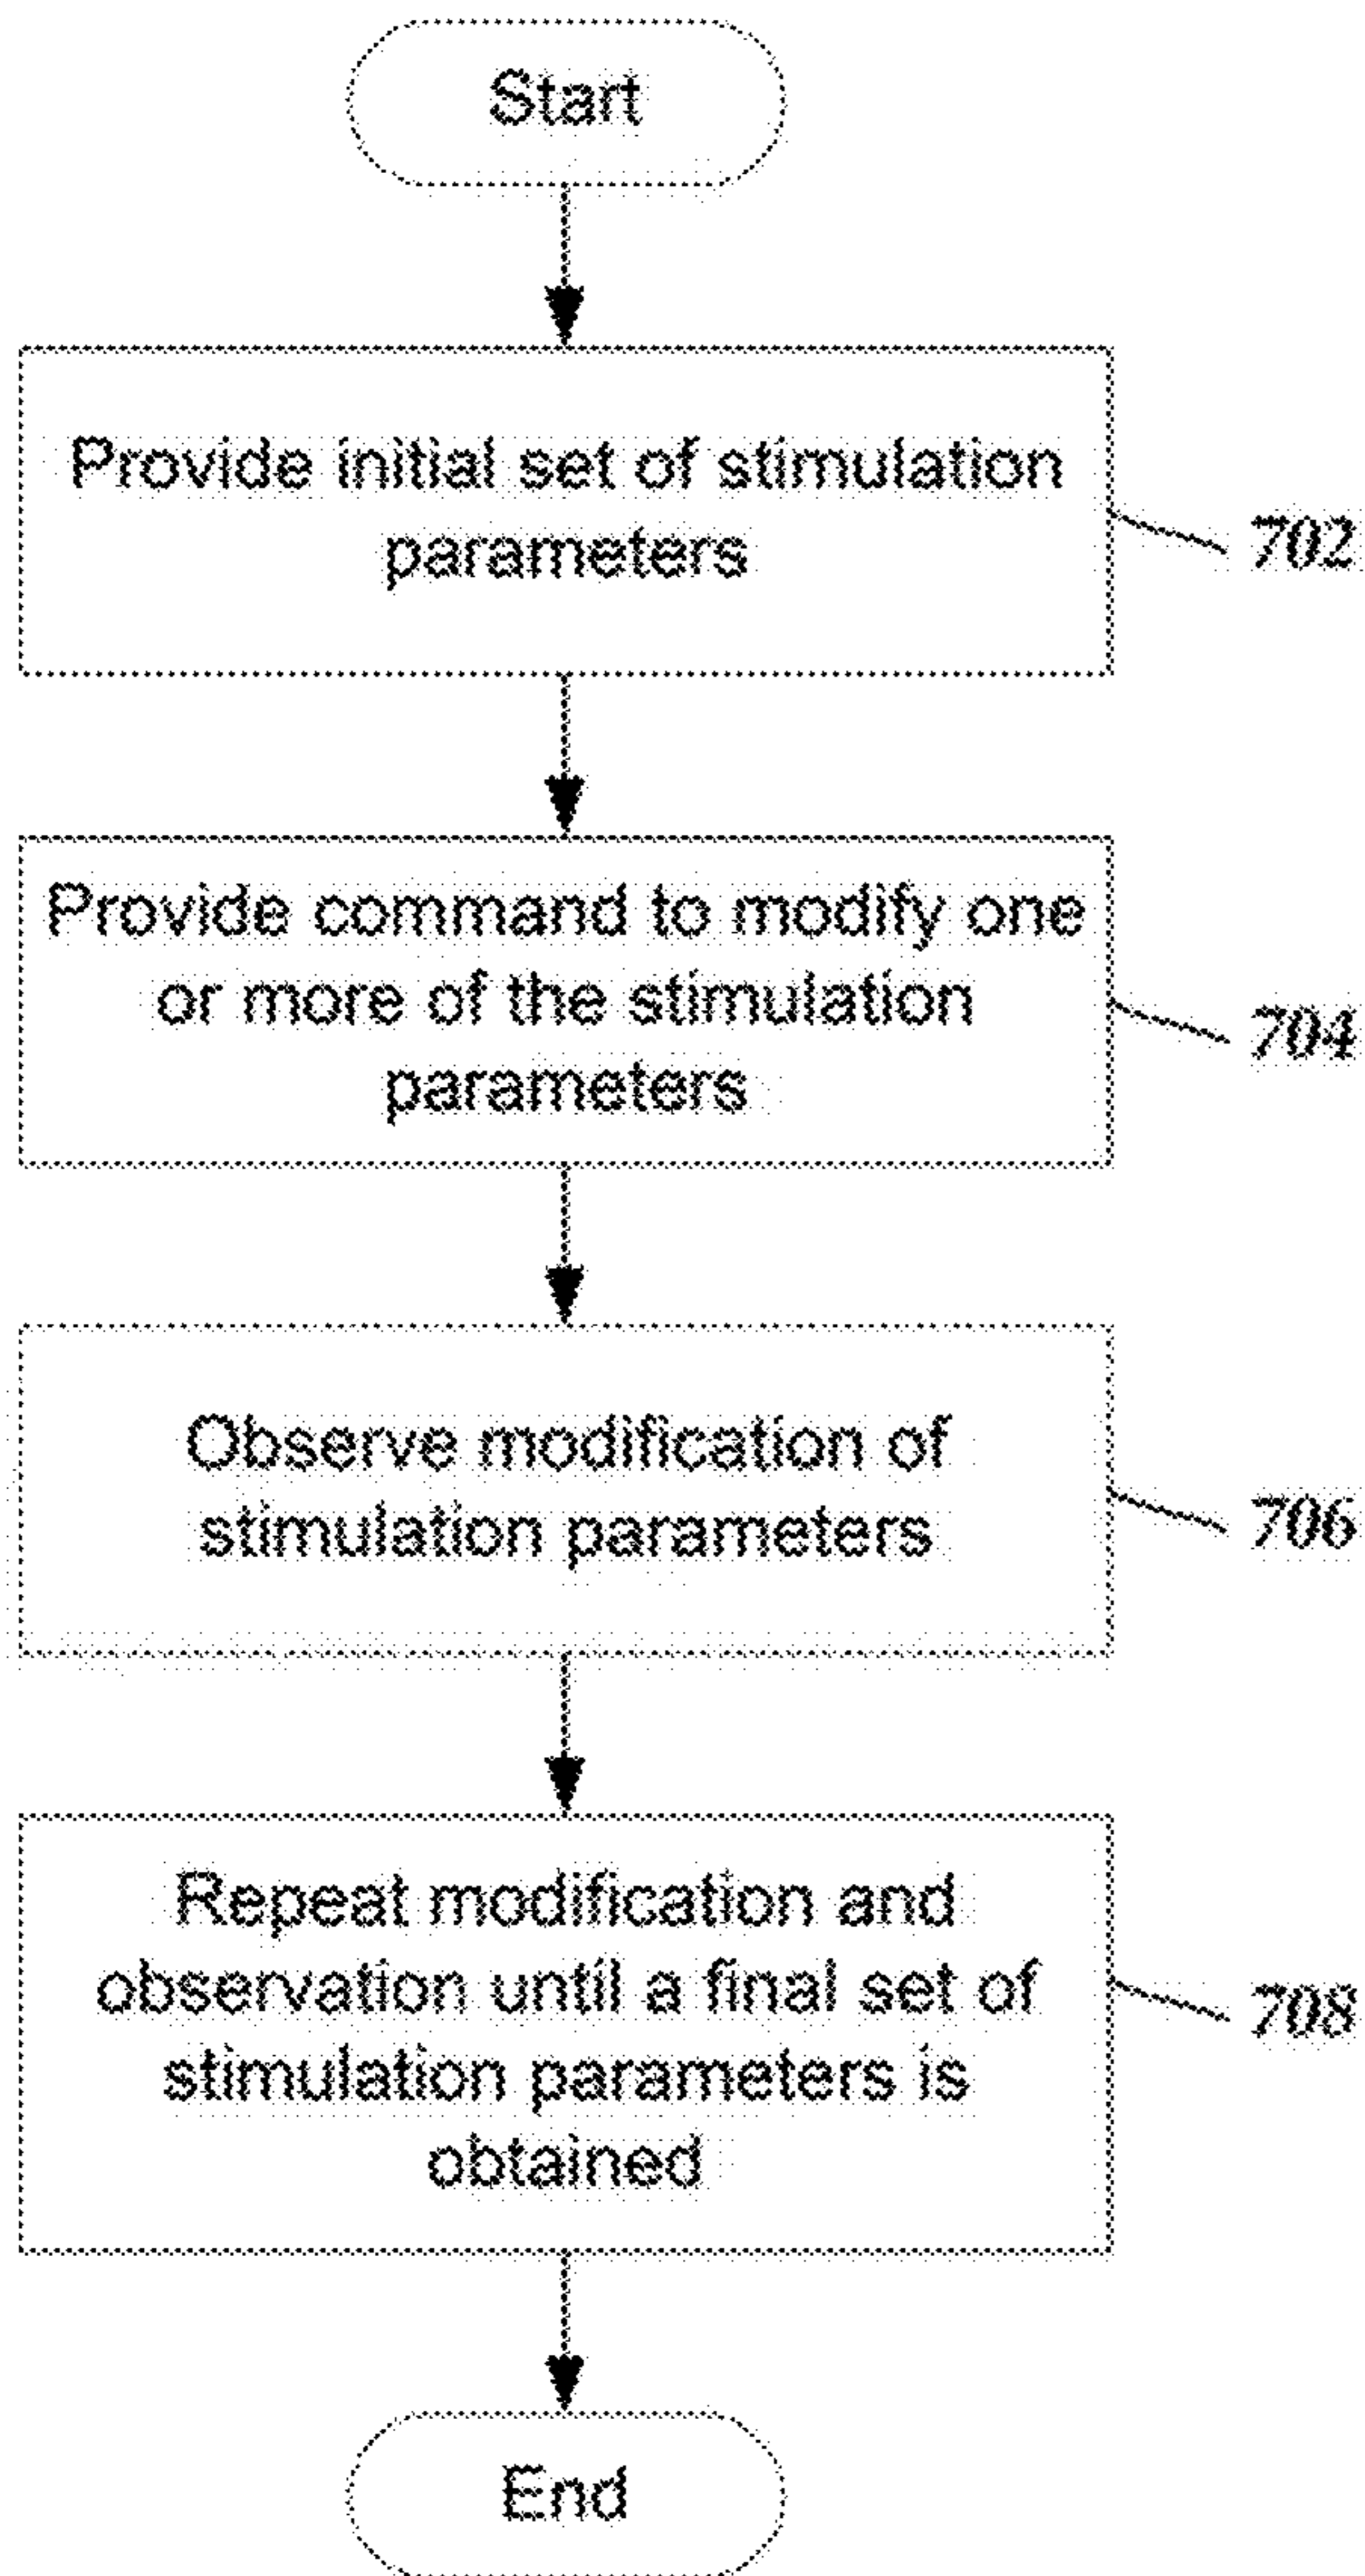 Start
Provide initial set of stimulation
parameters
702
Provide command to modify one
or more of the stimulation
parameters
704
Observe modification of
stimulation parameters
706
Repeat modification and
observation until a final set of
stimulation parameters is
obtained
708
End